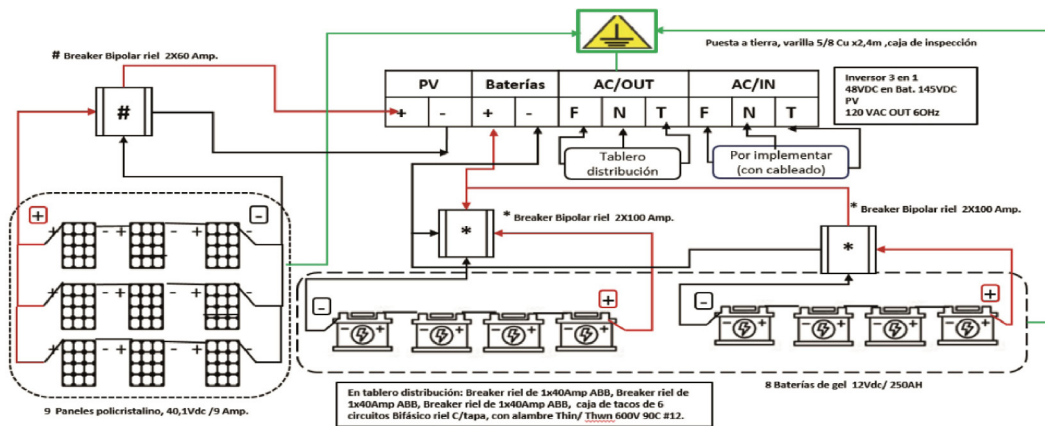 Puesta a tierra, varilla 5/8 Cu x2,4m ,caja de inspección
# Breaker Bipolar riel 2X60 Amp.
PV Baterías AC/OUT AC/IN
+ - + - F N T F N T
Inversor 3 en 1
48VDC en Bat. 145VDC
PV
120 VAC OUT 6OHz
#
Tablero
distribución
Por implementar
(con cableado)
* Breaker Bipolar riel 2X100 Amp.
* Breaker Bipolar riel 2X100 Amp.
*
*
+ -
+ - + - + -
+ - + - + -
+ - + - + -
- +
- +
- + - + - + - +
- + - + - + - +
8 Baterías de gel 12Vdc/ 250AH
9 Paneles policristalino, 40,1Vdc /9 Amp.
En tablero distribución: Breaker riel de 1x40Amp ABB, Breaker riel de
1x40Amp ABB, Breaker riel de 1x40Amp ABB, caja de tacos de 6
circuitos Bifásico riel C/tapa, con alambre Thin/ Thwn 600V 90C #12.